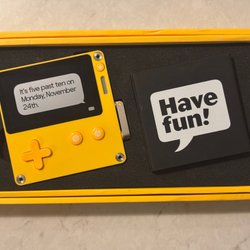 It's five past ten on
Monday, November
24th.
Have
fun!